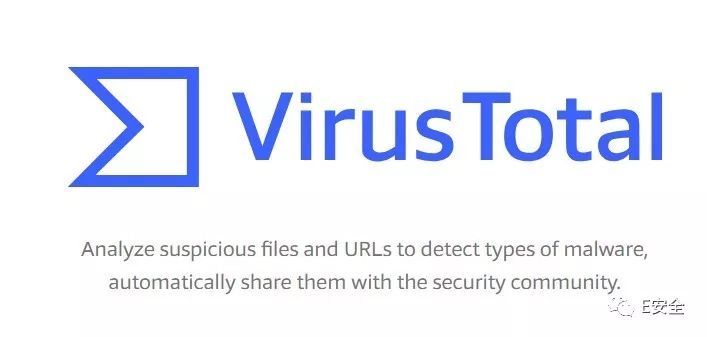 VirusTotal
Analyze suspicious files and URLs to detect types of malware,
automatically share them with the security community.
E安全